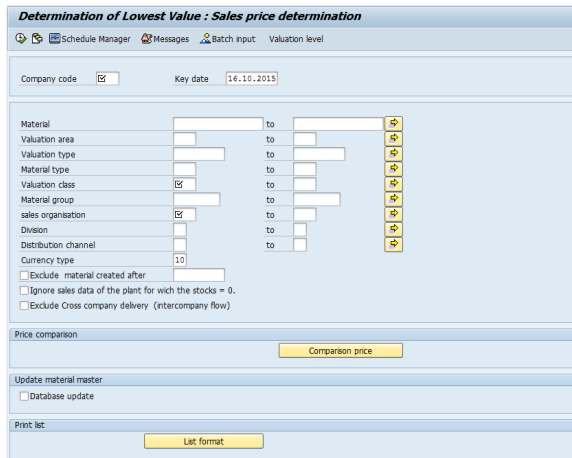 Determination of Lowest Value : Sales price determination
Schedule Manager Messages Batch input Valuation level
Company code Key date 16.10.2015
Material to
Valuation area to
Valuation type to
Material type to
Valuation class to
Material group to
sales organisation to
Division to
Distribution channel to
Currency type 10
Exclude material created after
Ignore sales data of the plant for wich the stocks = 0.
Exclude Cross company delivery (intercompany flow)
Price comparison
Comparison price
Update material master
Database update
Print list
List format